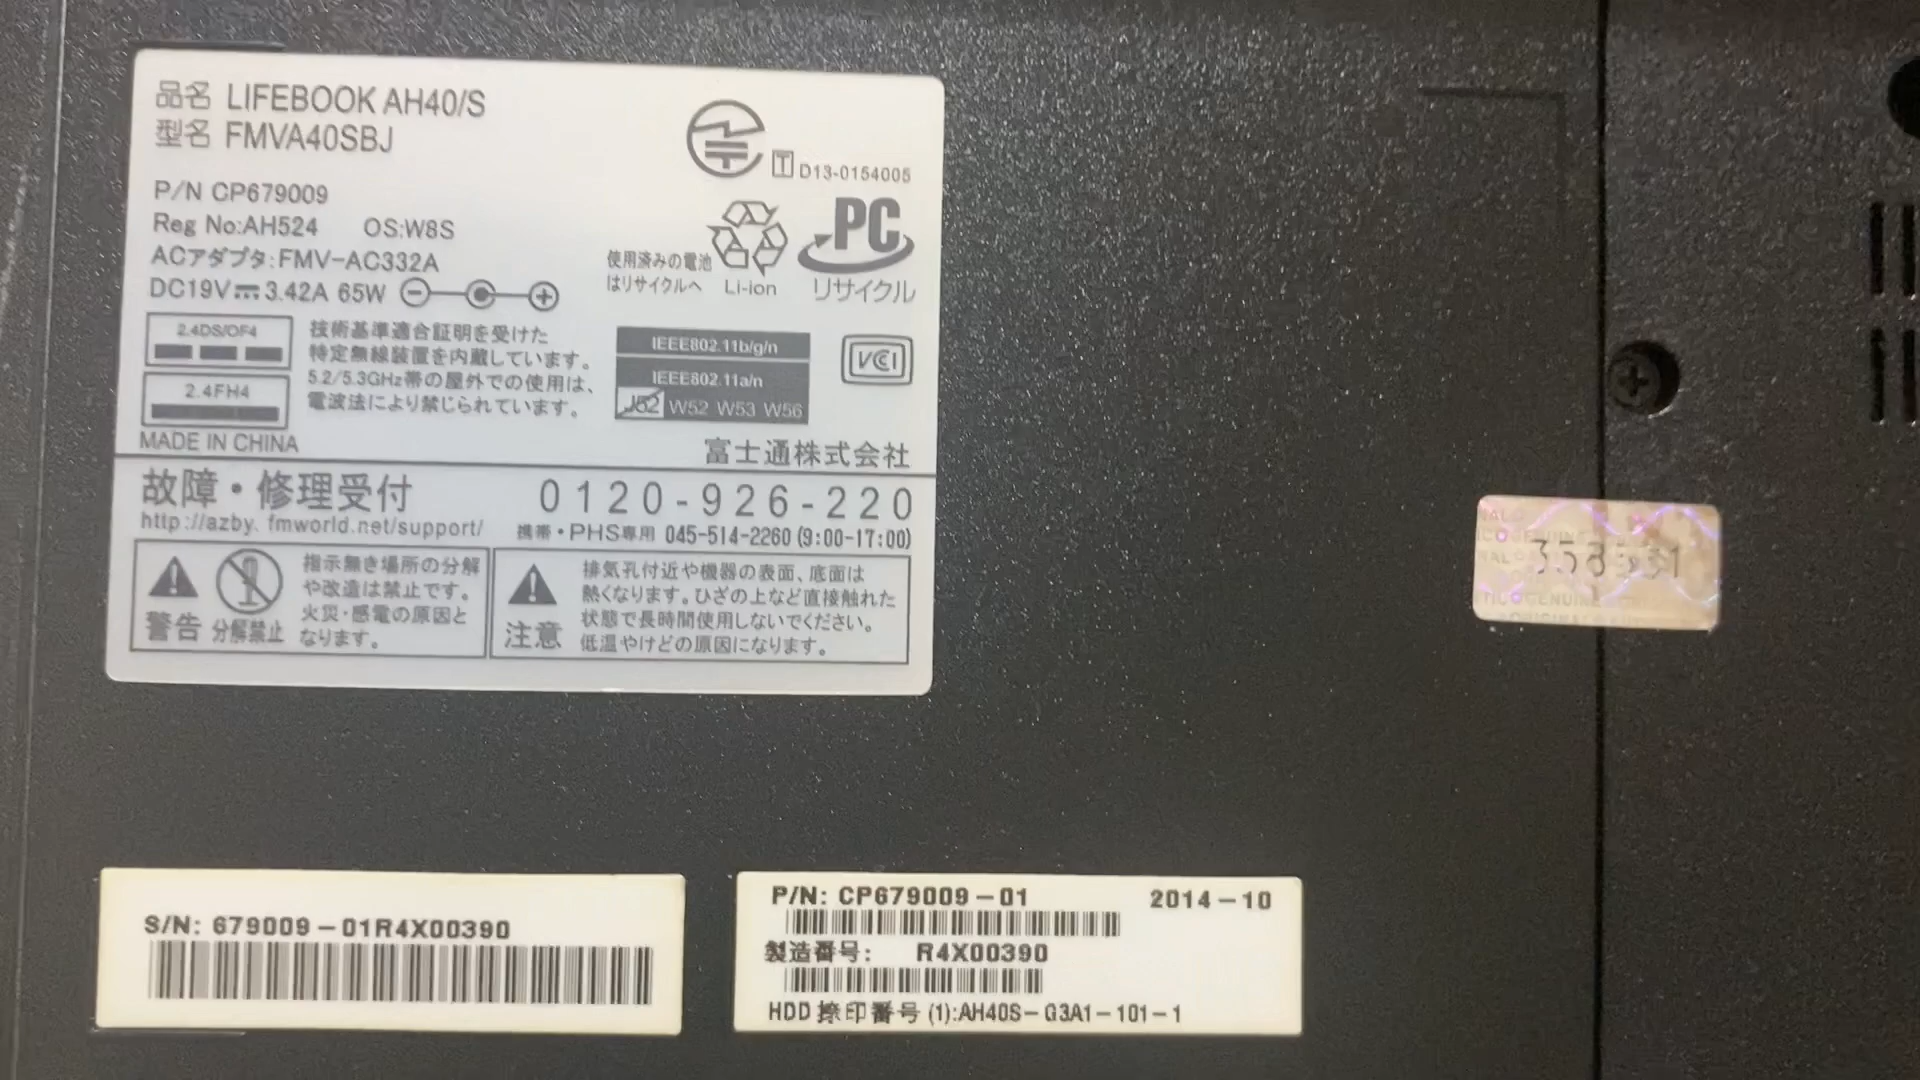 品名 LIFEBOOK AH40/S
型名 FMVA40SBJ
P/N CP679009
Reg No:AH524 OS:W8S
ACアダプタ:FMV-AC332A
DC19V 3.42A 65W
T D13-0154005
使用済みの電池
はリサイクルへ
Li-ion
PC
リサイクル
2.4DS/OF4
2.4FH4
技術基準適合証明を受けた
特定無線装置を内蔵しています。
5.2/5.3GHz帯の屋外での使用は、
電波法により禁じられています。
IEEE802.11b/g/n
IEEE802.11a/n
J52 W52 W53 W56
VCCI
MADE IN CHINA
富士通株式会社
故障・修理受付 0120-926-220
http://azby.fmworld.net/support/ 携帯・PHS専用 045-514-2260 (9:00-17:00)
警告
分解禁止
指示無き場所の分解
や改造は禁止です。
火災・感電の原因と
なります。
注意
排気孔付近や機器の表面、底面は
熱くなります。ひざの上など直接触れた
状態で長時間使用しないでください。
低温やけどの原因になります。
S/N: 679009-01R4X00390
P/N: CP679009-01 2014-10
製造番号: R4X00390
HDD 捺印番号 (1):AH40S-G3A1-101-1